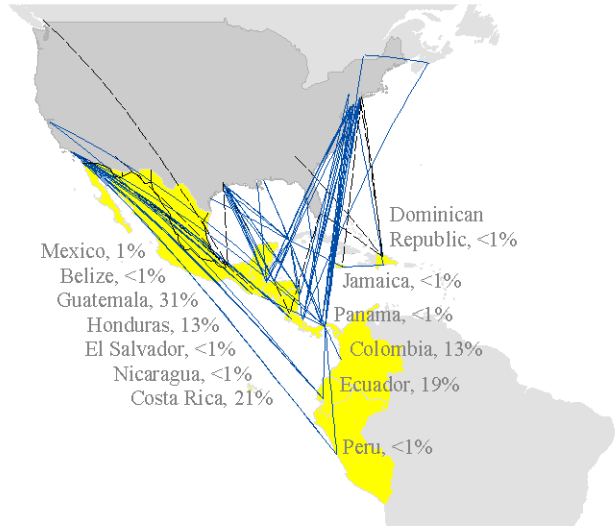 Dominican
Republic, <1%
Mexico, 1%
Belize, <1%
Jamaica, <1%
Guatemala, 31%
Panama, <1%
Honduras, 13%
El Salvador, <1%
Colombia, 13%
Nicaragua, <1%
Ecuador, 19%
Costa Rica, 21%
Peru, <1%